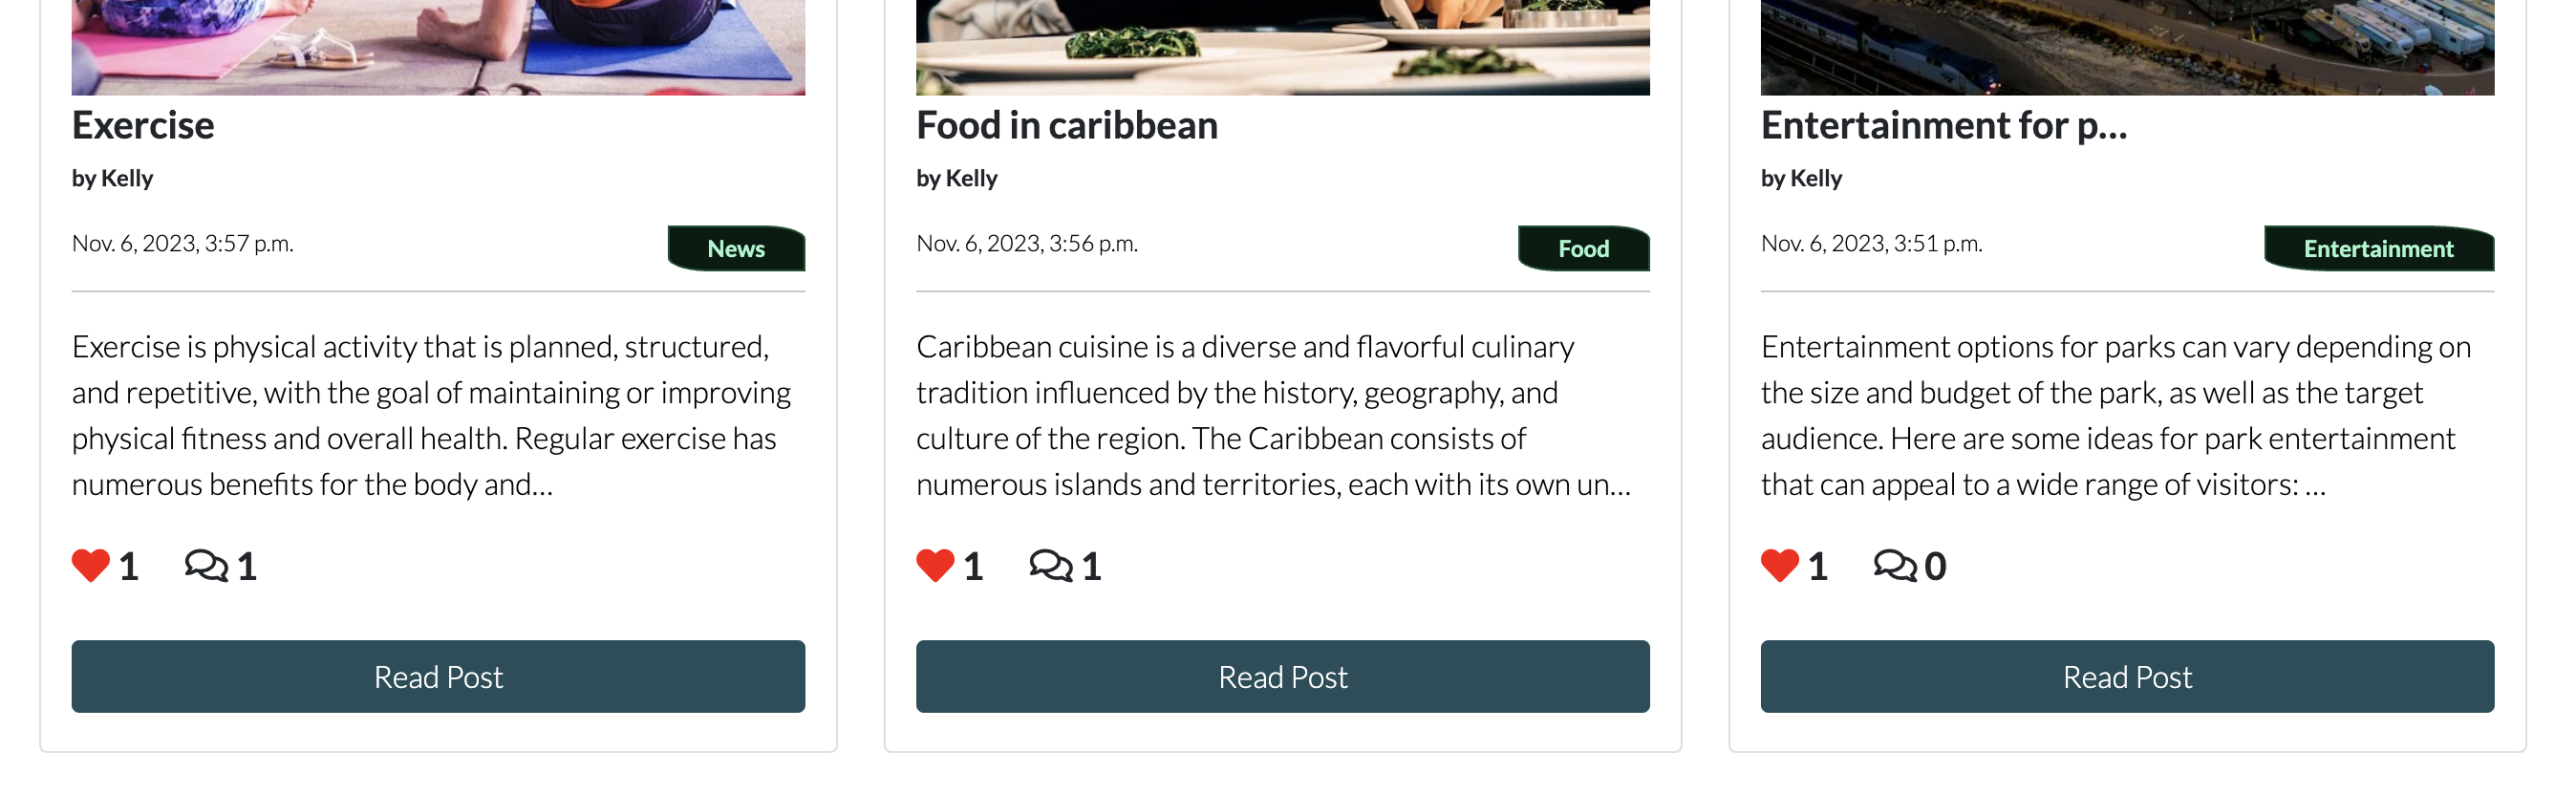 Exercise
by Kelly
Nov. 6, 2023, 3:57 p.m.
News
Exercise is physical activity that is planned, structured,
and repetitive, with the goal of maintaining or improving
physical fitness and overall health. Regular exercise has
numerous benefits for the body and...
1 1
Read Post
Food in caribbean
by Kelly
Nov. 6, 2023, 3:56 p.m.
Food
Caribbean cuisine is a diverse and flavorful culinary
tradition influenced by the history, geography, and
culture of the region. The Caribbean consists of
numerous islands and territories, each with its own un...
1 1
Read Post
Entertainment for p...
by Kelly
Nov. 6, 2023, 3:51 p.m.
Entertainment
Entertainment options for parks can vary depending on
the size and budget of the park, as well as the target
audience. Here are some ideas for park entertainment
that can appeal to a wide range of visitors: ...
1 0
Read Post